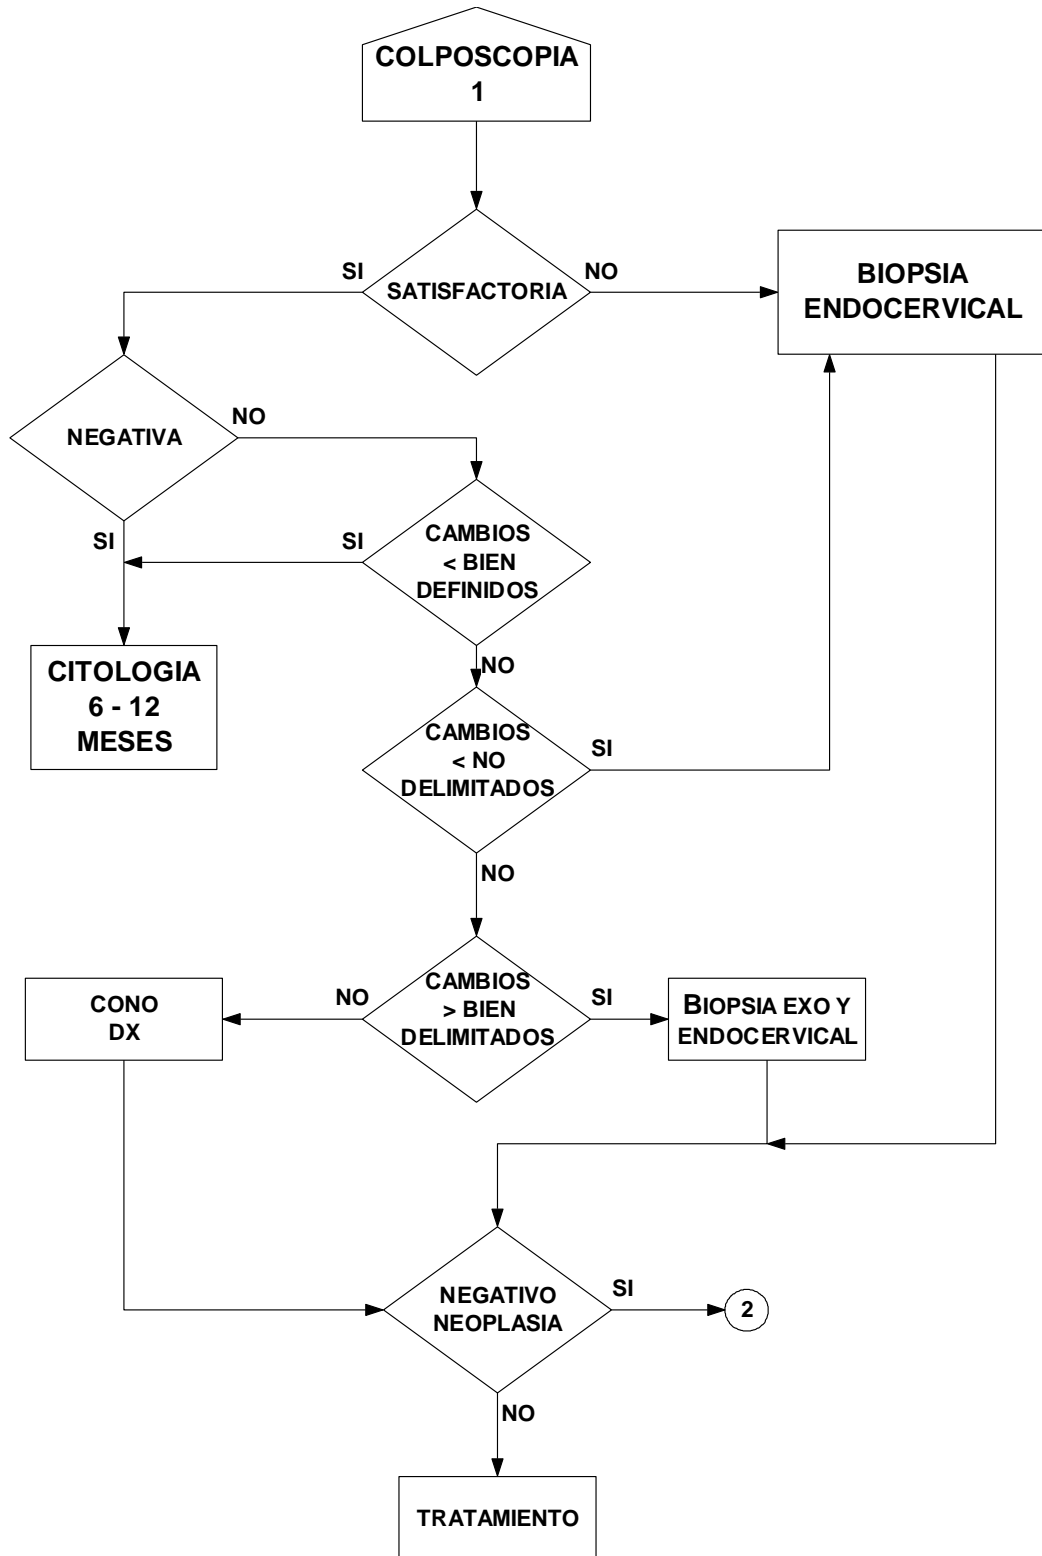 COLPOSCOPIA
1
SI
SATISFACTORIA
NO
BIOPSIA
ENDOCERVICAL
NEGATIVA
NO
SI
SI
CAMBIOS
< BIEN
DEFINIDOS
NO
CITOLOGIA
6 - 12
MESES
CAMBIOS
< NO
DELIMITADOS
SI
NO
CONO
DX
NO
CAMBIOS
> BIEN
DELIMITADOS
SI
BIOPSIA EXO Y
ENDOCERVICAL
NEGATIVO
NEOPLASIA
SI
2
NO
TRATAMIENTO